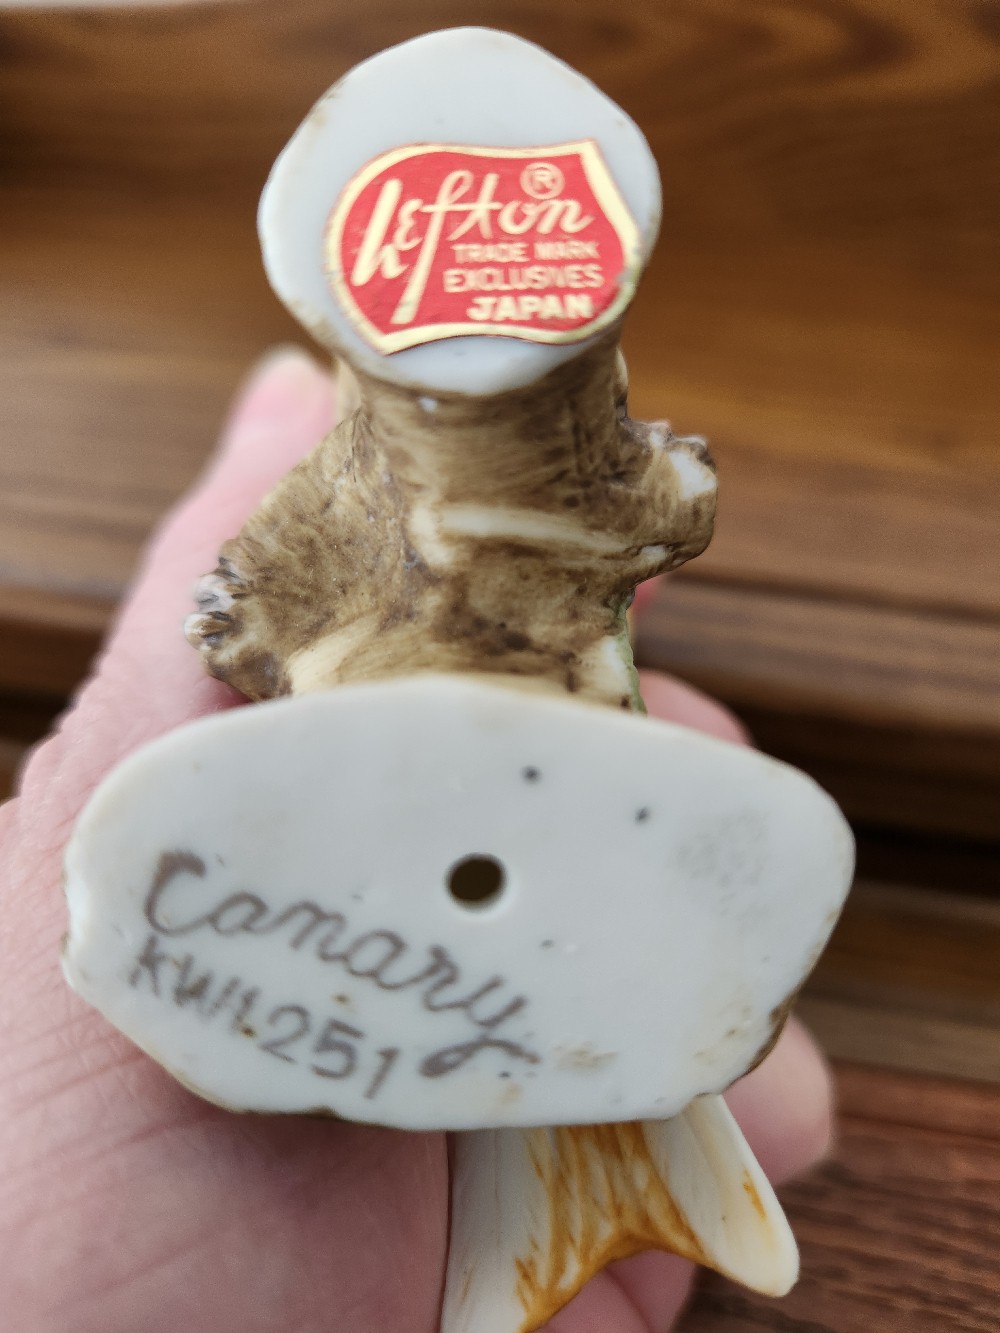 Lefton ®
TRADE MARK
EXCLUSIVES
JAPAN
Canary
KW1251